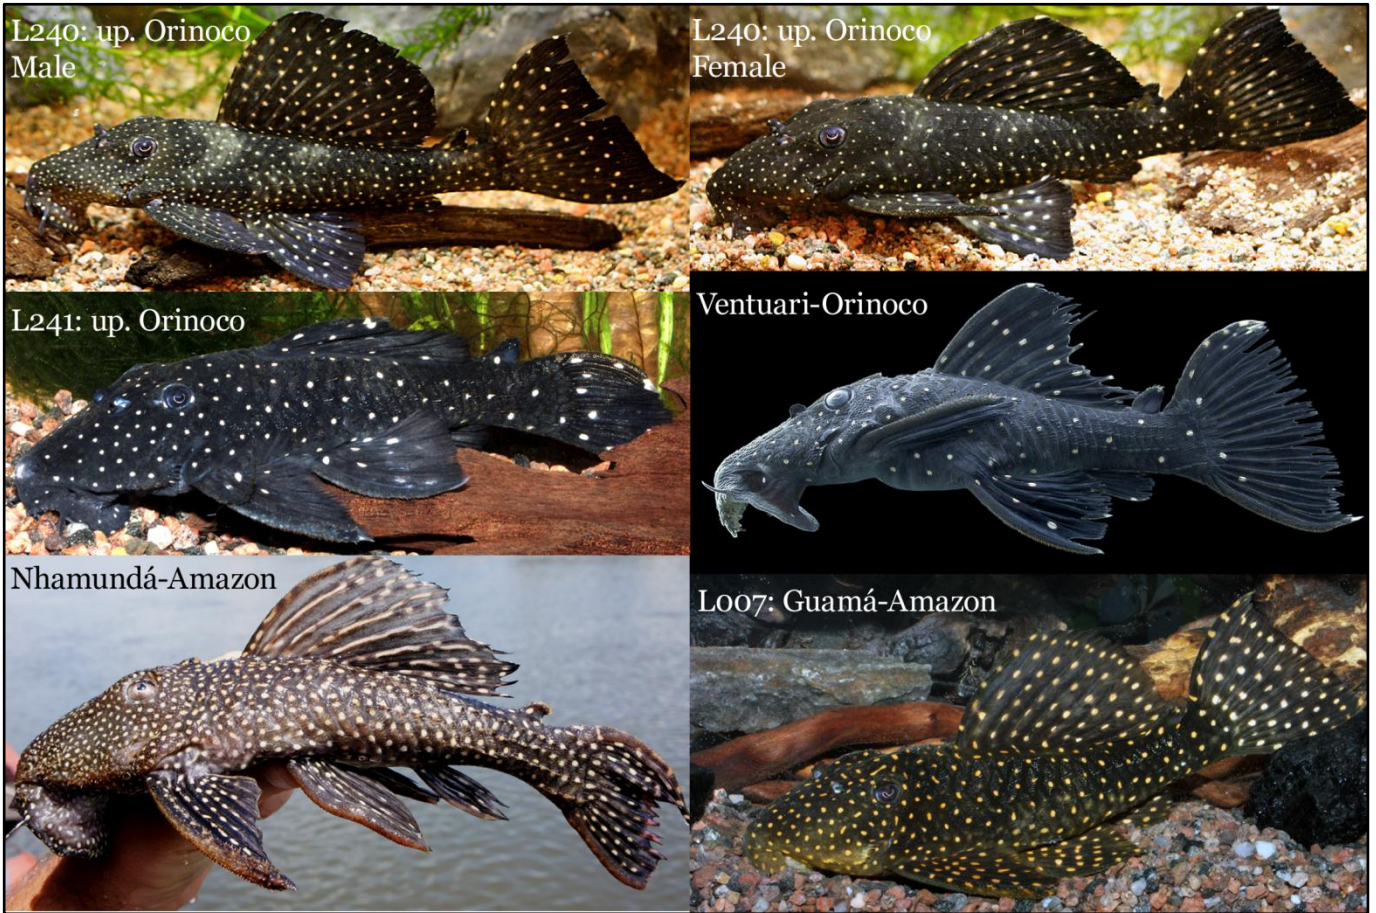 L240: up. Orinoco
Male
L240: up. Orinoco
Female
L241: up. Orinoco
Ventuari-Orinoco
Nhamundá-Amazon
L007: Guamá-Amazon